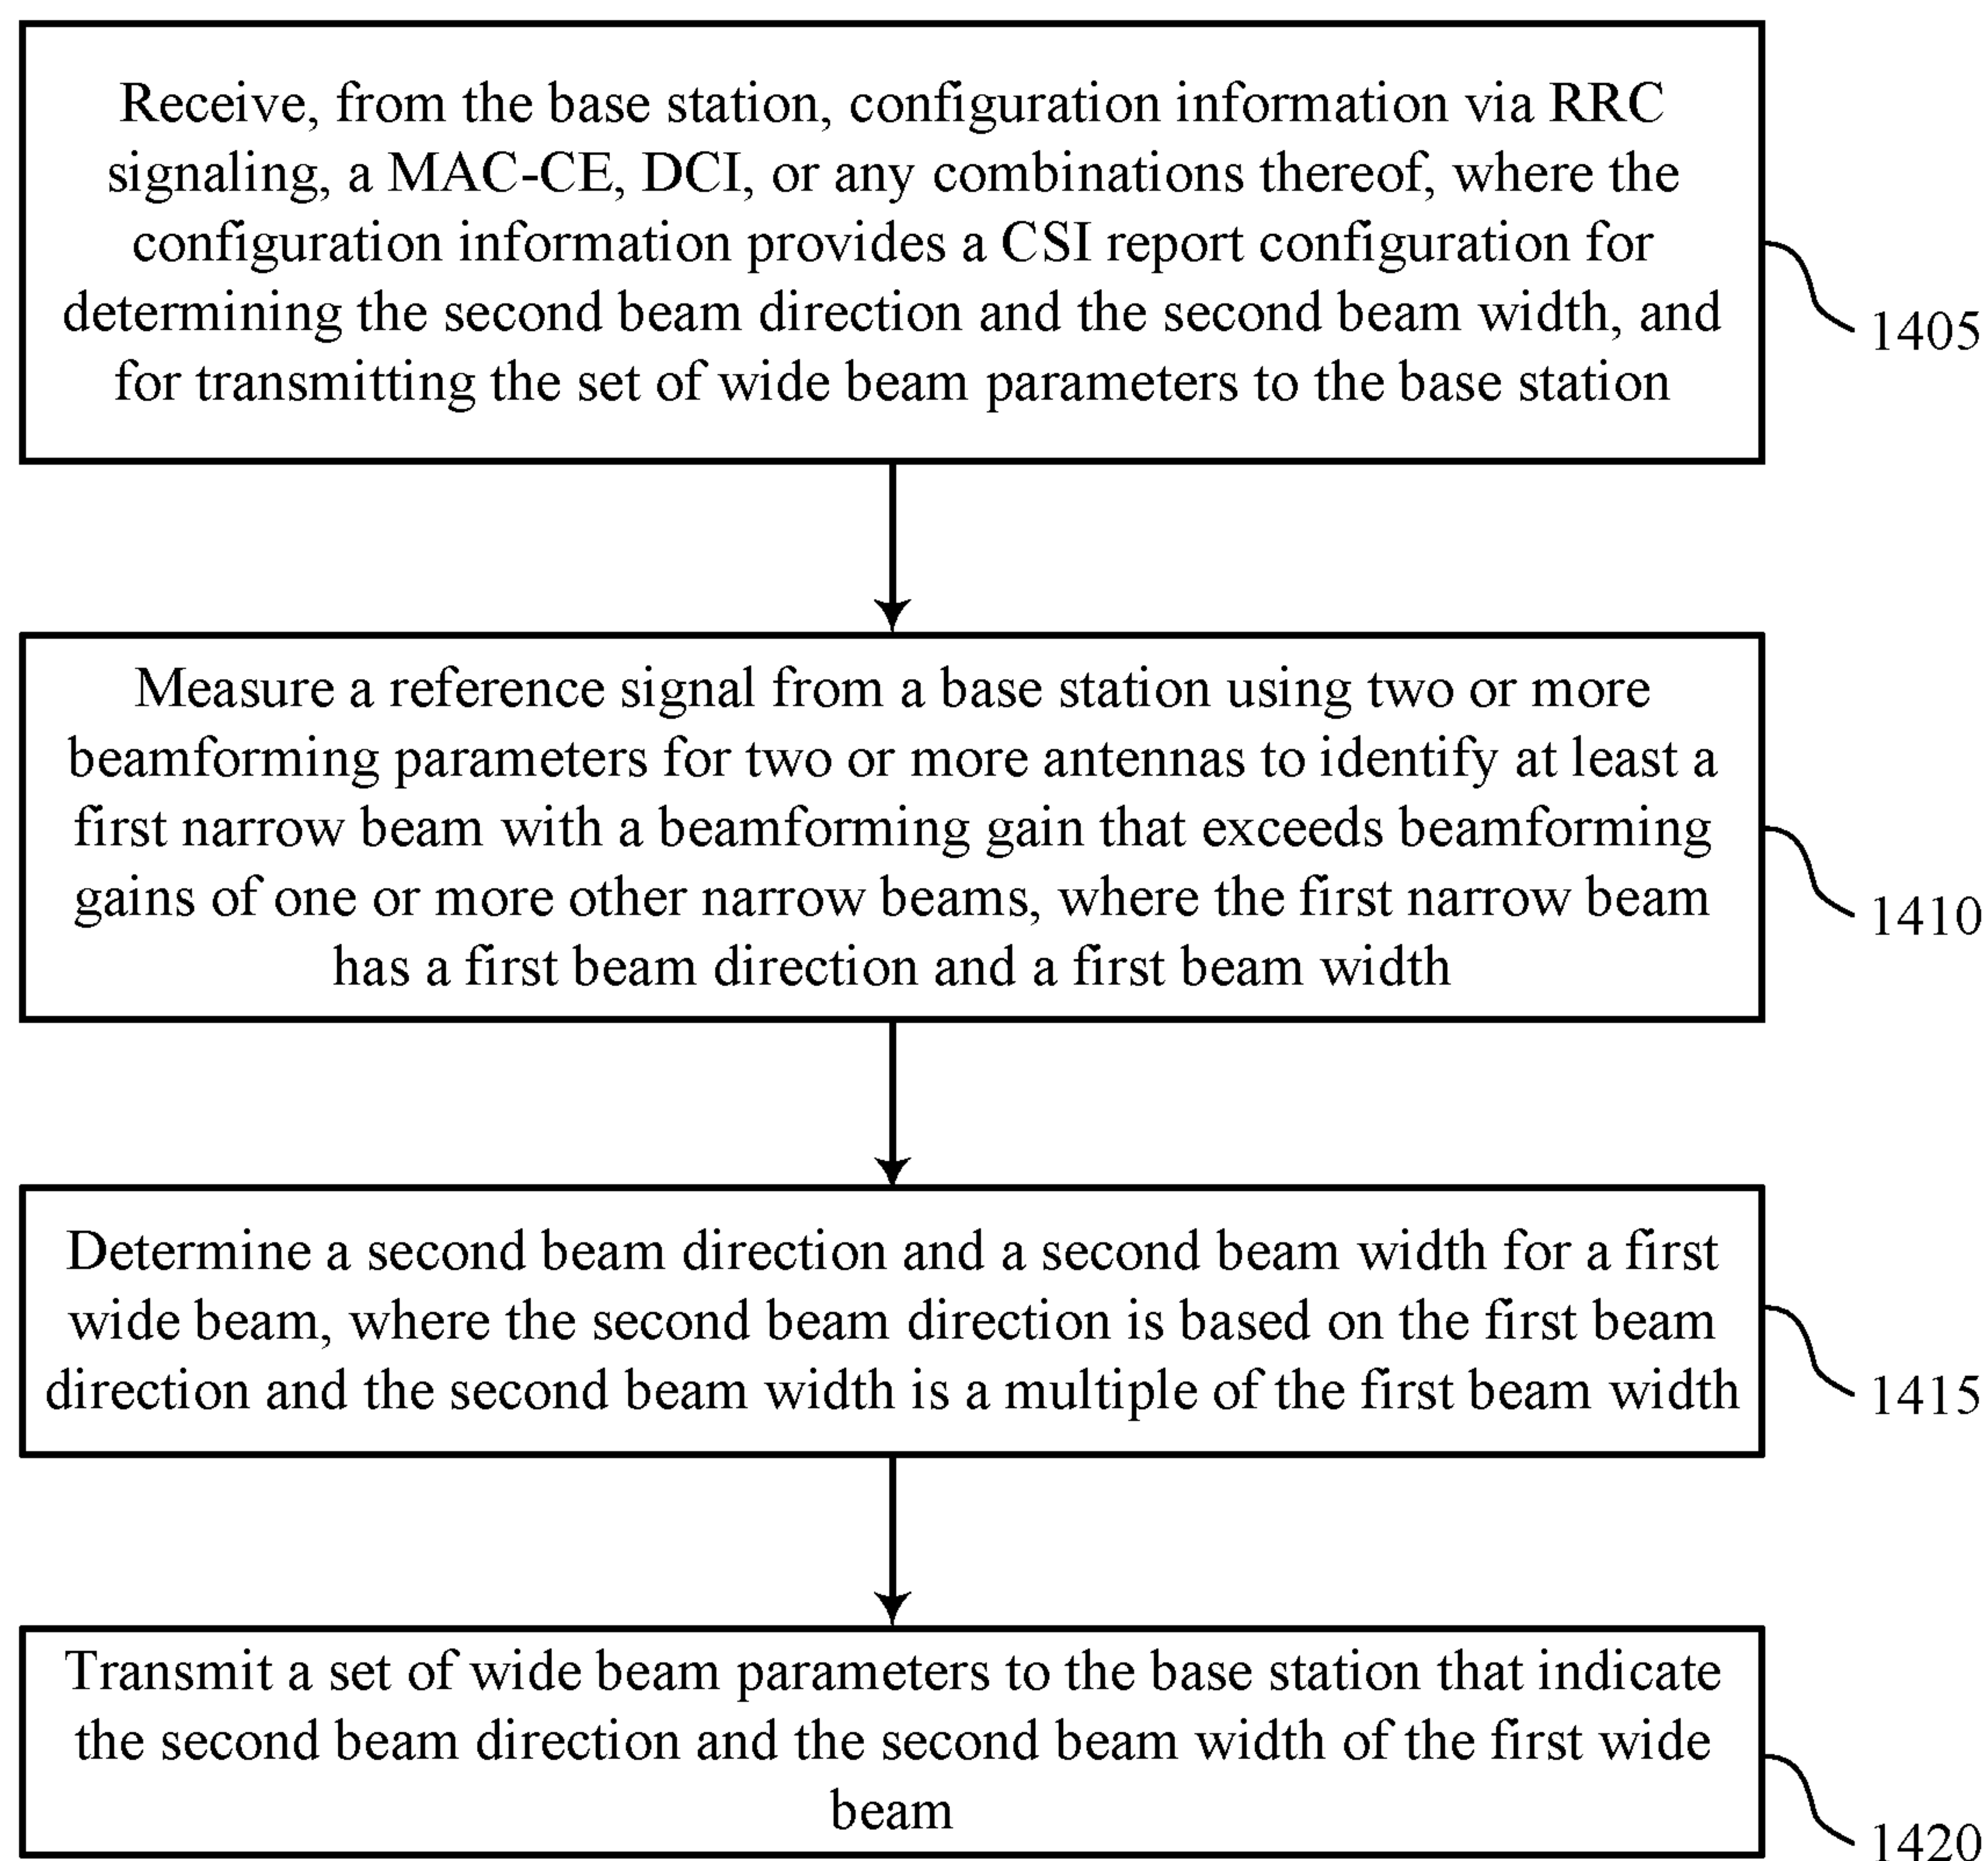 Receive, from the base station, configuration information via RRC
signaling, a MAC-CE, DCI, or any combinations thereof, where the
configuration information provides a CSI report configuration for
determining the second beam direction and the second beam width, and
for transmitting the set of wide beam parameters to the base station
1405
Measure a reference signal from a base station using two or more
beamforming parameters for two or more antennas to identify at least a
first narrow beam with a beamforming gain that exceeds beamforming
gains of one or more other narrow beams, where the first narrow beam
has a first beam direction and a first beam width
1410
Determine a second beam direction and a second beam width for a first
wide beam, where the second beam direction is based on the first beam
direction and the second beam width is a multiple of the first beam width
1415
Transmit a set of wide beam parameters to the base station that indicate
the second beam direction and the second beam width of the first wide
beam
1420